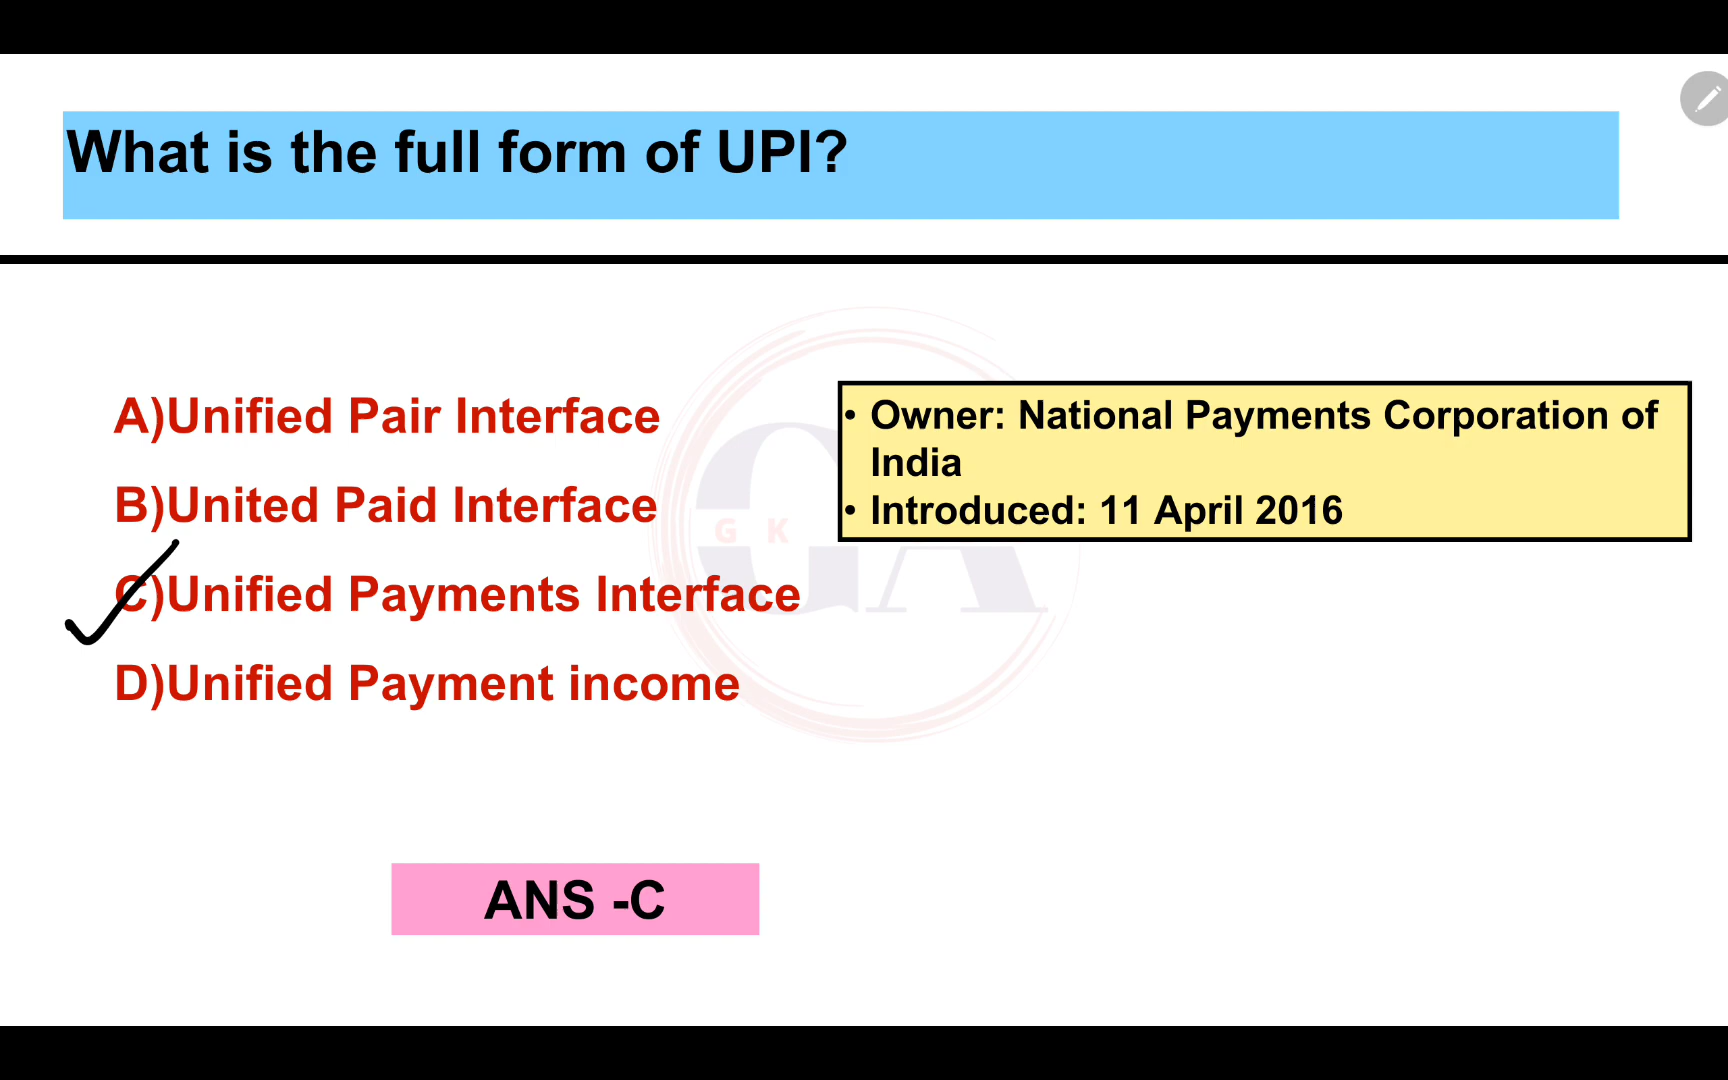 What is the full form of UPI?
A)Unified Pair Interface
B)United Paid Interface
C)Unified Payments Interface
D)Unified Payment income
• Owner: National Payments Corporation of
India
• Introduced: 11 April 2016
GA
G K
ANS -C